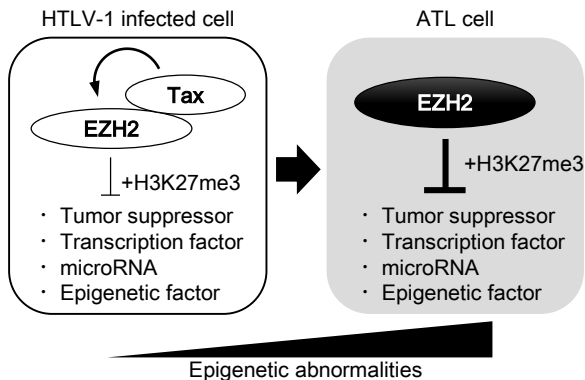 HTLV-1 infected cell
Tax
EZH2
+H3K27me3
・ Tumor suppressor
・ Transcription factor
・ microRNA
・ Epigenetic factor
ATL cell
EZH2
+H3K27me3
・ Tumor suppressor
・ Transcription factor
・ microRNA
・ Epigenetic factor
Epigenetic abnormalities